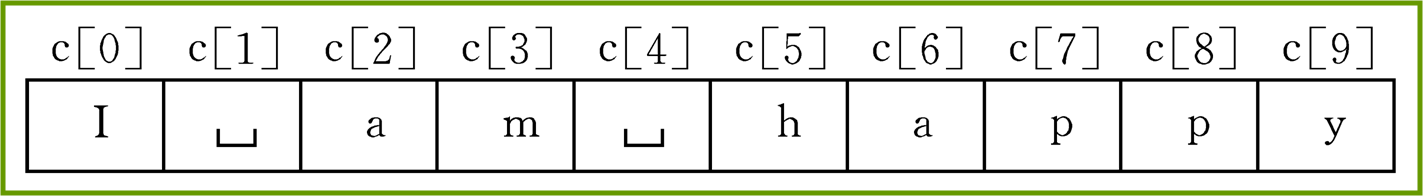 c[0] c[1] c[2] c[3] c[4] c[5] c[6] c[7] c[8] c[9]
I ␣ a m ␣ h a p p y